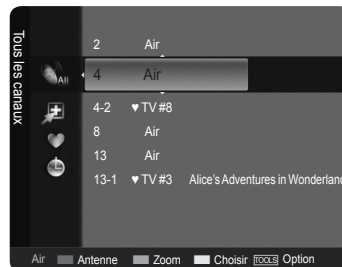 Tous les canaux
All
2 Air
4 Air
4-2 ♥ TV #8
8 Air
13 Air
13-1 ♥ TV #3 Alice's Adventures in Wonderland
Air Antenne Zoom Choisir TOOLS Option